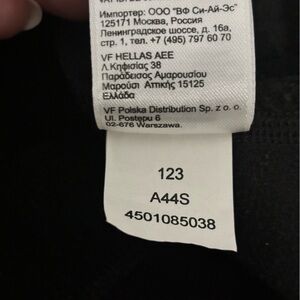 Импортер: ООО "ВФ Си-Ай-Эс"
125171 Москва, Россия
Ленинградское шоссе, д. 16а,
стр. 1, тел. +7 (495) 797 60 70
VF HELLAS AEE
Λ.Κηφισίας 38
Παράδεισος Αμαρουσίου
Μαρούσι Αττικής 15125
Ελλάδα
VF Polska Distribution Sp. z o. o.
Ul. Postępu 6
02-676 Warszawa.
123
A44S
4501085038